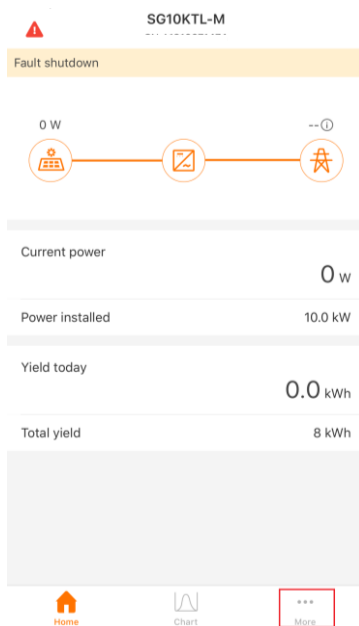 SG10KTL-M
Fault shutdown
0 W
--
Current power
0 W
Power installed
10.0 kW
Yield today
0.0 kWh
Total yield
8 kWh
Home
Chart
More